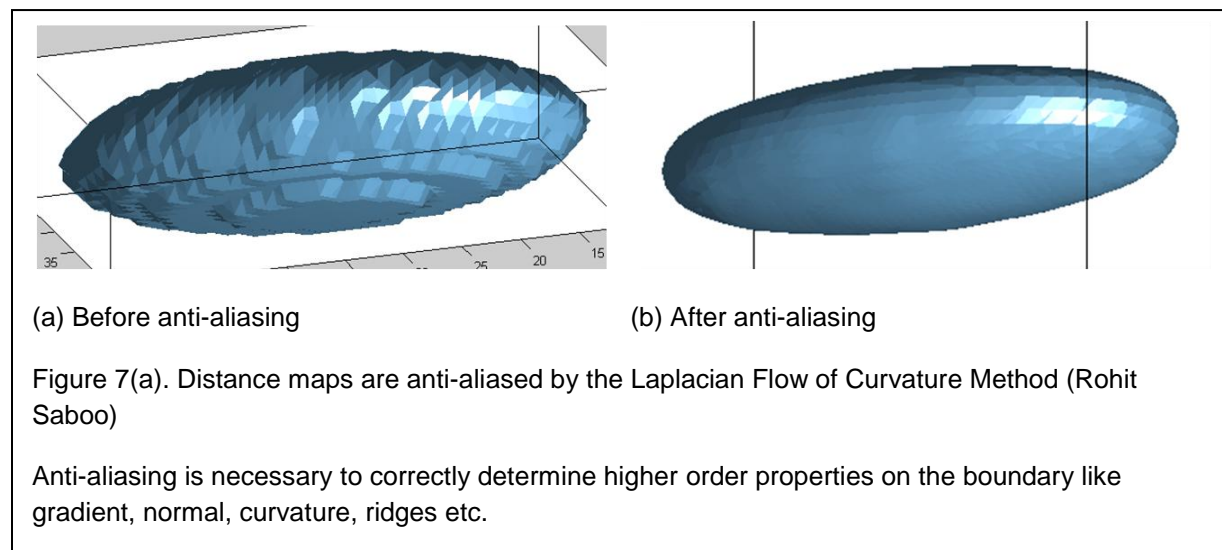 35
25
20
15
(a) Before anti-aliasing (b) After anti-aliasing
Figure 7(a). Distance maps are anti-aliased by the Laplacian Flow of Curvature Method (Rohit
Saboo)
Anti-aliasing is necessary to correctly determine higher order properties on the boundary like
gradient, normal, curvature, ridges etc.